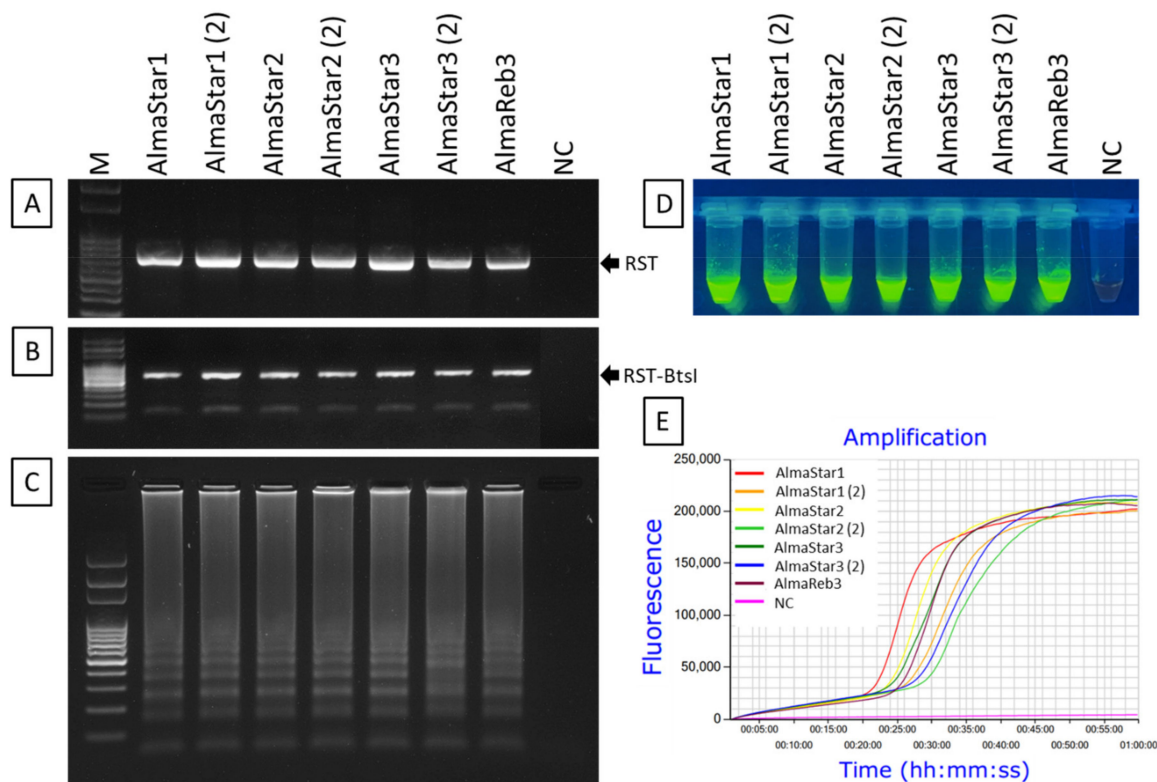 M
AlmaStar1
AlmaStar1 (2)
AlmaStar2
AlmaStar2 (2)
AlmaStar3
AlmaStar3 (2)
AlmaReb3
NC
A
RST
B
RST-BtsI
C
AlmaStar1
AlmaStar1 (2)
AlmaStar2
AlmaStar2 (2)
AlmaStar3
AlmaStar3 (2)
AlmaReb3
NC
D
E
Amplification
250,000
200,000
150,000
100,000
50,000
0
Fluorescence
AlmaStar1
AlmaStar1 (2)
AlmaStar2
AlmaStar2 (2)
AlmaStar3
AlmaStar3 (2)
AlmaReb3
NC
00:05:00 00:15:00 00:25:00 00:35:00 00:45:00 00:55:00
00:10:00 00:20:00 00:30:00 00:40:00 00:50:00 01:00:00
Time (hh:mm:ss)